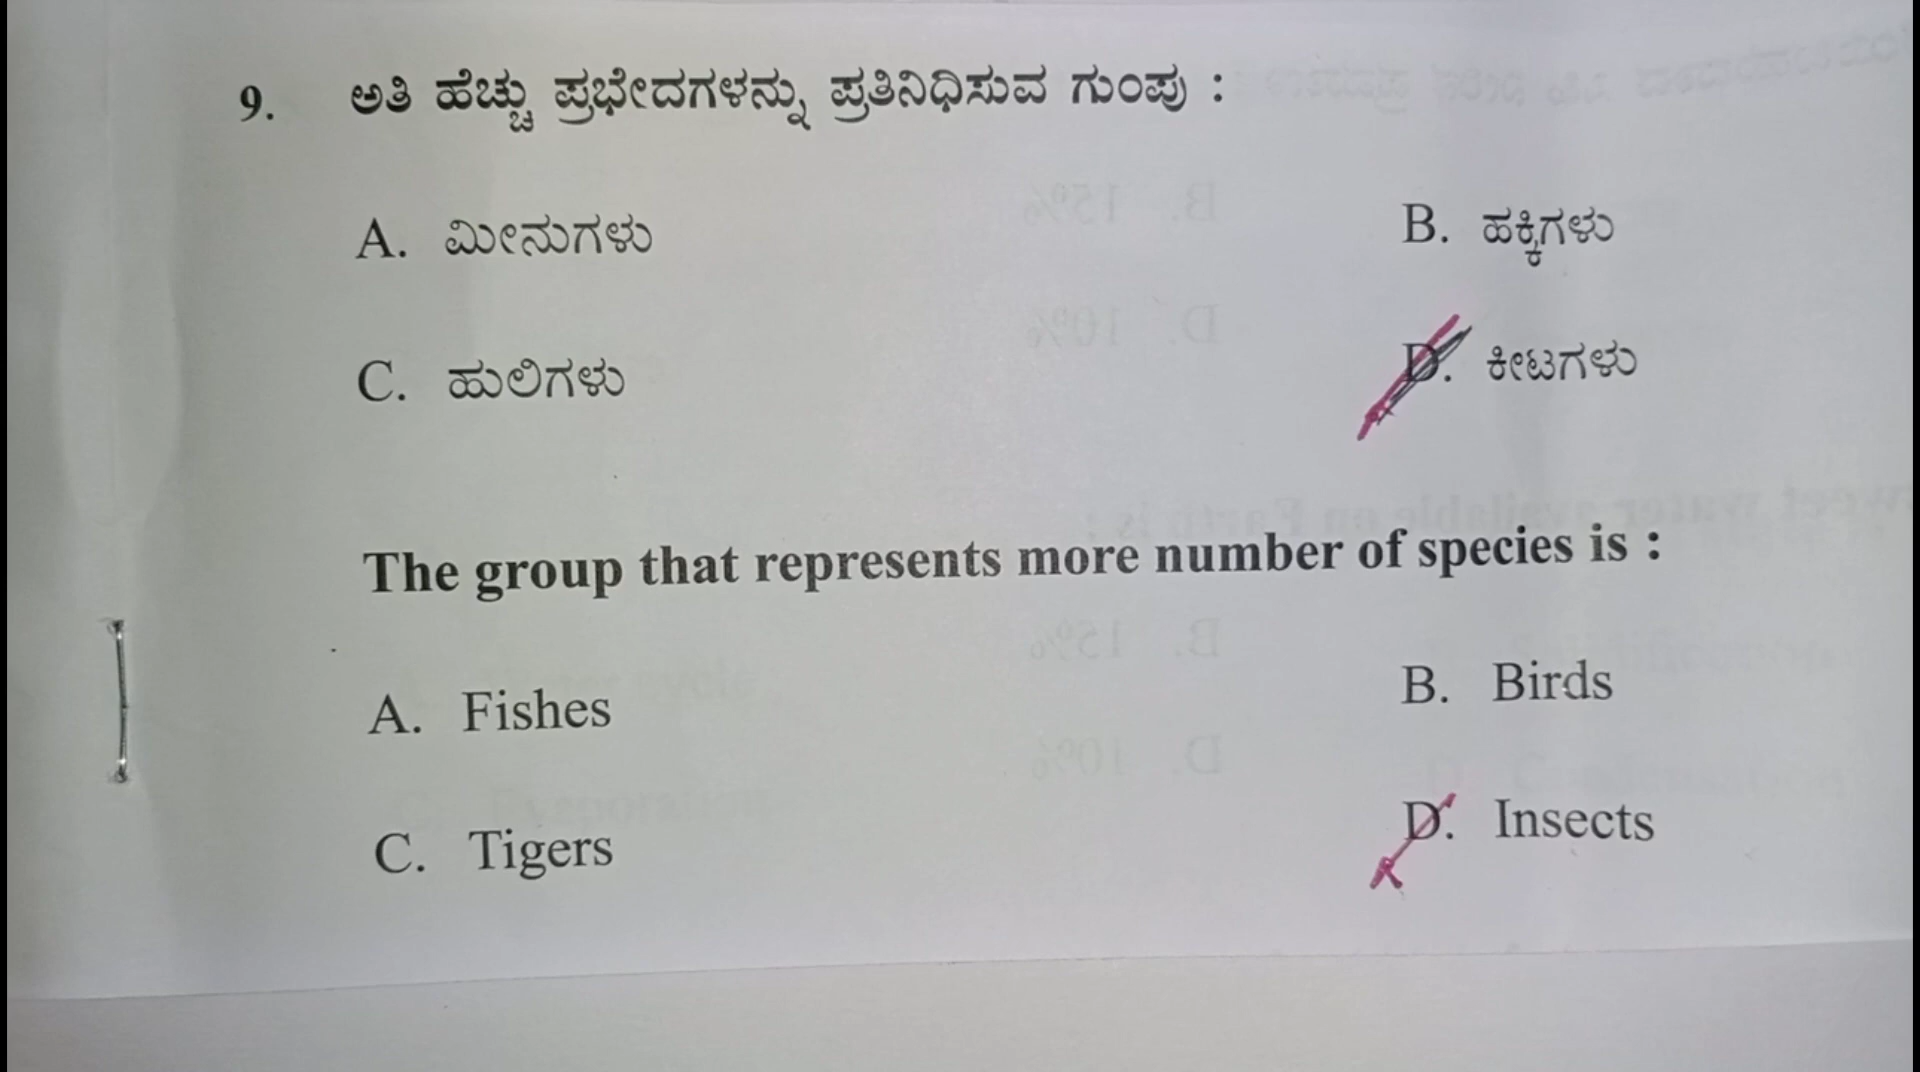 9. ಅತಿ ಹೆಚ್ಚು ಪ್ರಭೇದಗಳನ್ನು ಪ್ರತಿನಿಧಿಸುವ ಗುಂಪು :
A. ಮೀನುಗಳು B. ಹಕ್ಕಿಗಳು
C. ಹುಲಿಗಳು D. ಕೀಟಗಳು
The group that represents more number of species is :
A. Fishes B. Birds
C. Tigers D. Insects